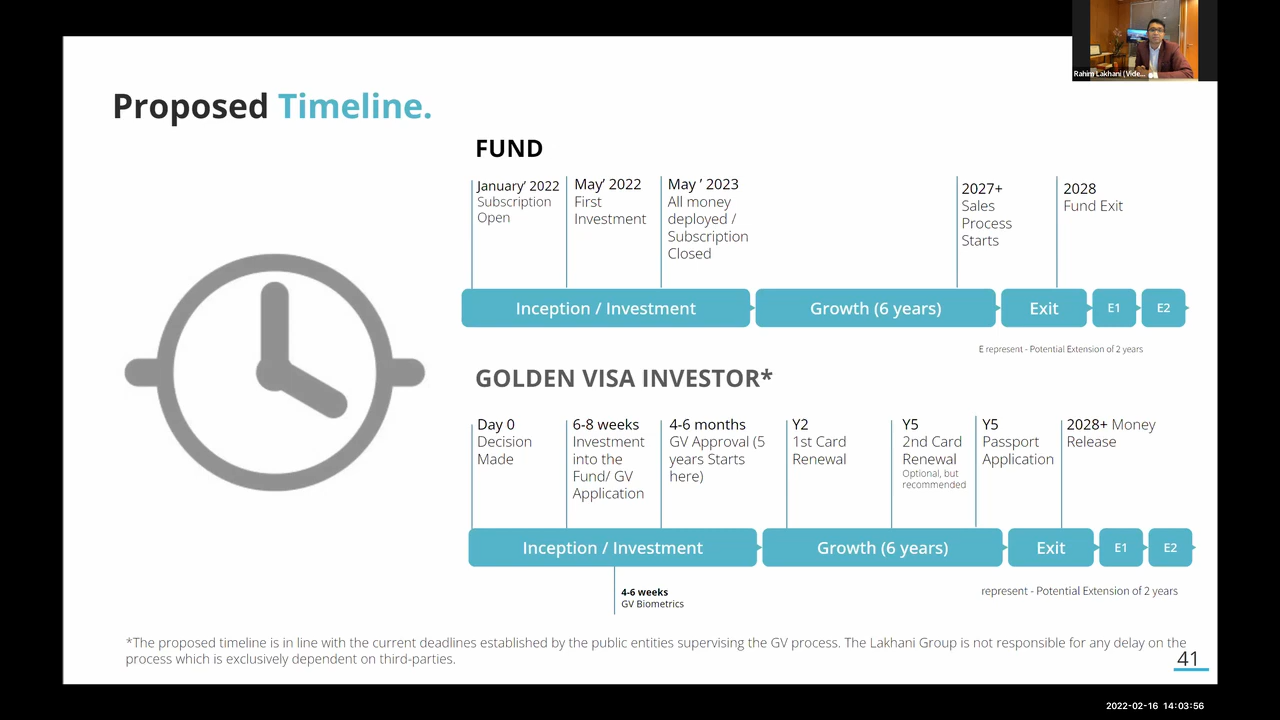 Rahim Lakhani (Vide...
Proposed Timeline.
FUND
January' 2022
Subscription
Open
May' 2022
First
Investment
May ' 2023
All money
deployed /
Subscription
Closed
2027+
Sales
Process
Starts
2028
Fund Exit
Inception / Investment
Growth (6 years)
Exit
E1
E2
E represent - Potential Extension of 2 years
GOLDEN VISA INVESTOR*
Day 0
Decision
Made
6-8 weeks
Investment
into the
Fund/ GV
Application
4-6 months
GV Approval (5
years Starts
here)
Y2
1st Card
Renewal
Y5
2nd Card
Renewal
Optional, but
recommended
Y5
Passport
Application
2028+ Money
Release
Inception / Investment
Growth (6 years)
Exit
E1
E2
4-6 weeks
GV Biometrics
represent - Potential Extension of 2 years
*The proposed timeline is in line with the current deadlines established by the public entities supervising the GV process. The Lakhani Group is not responsible for any delay on the
process which is exclusively dependent on third-parties.
41
2022-02-16 14:03:56